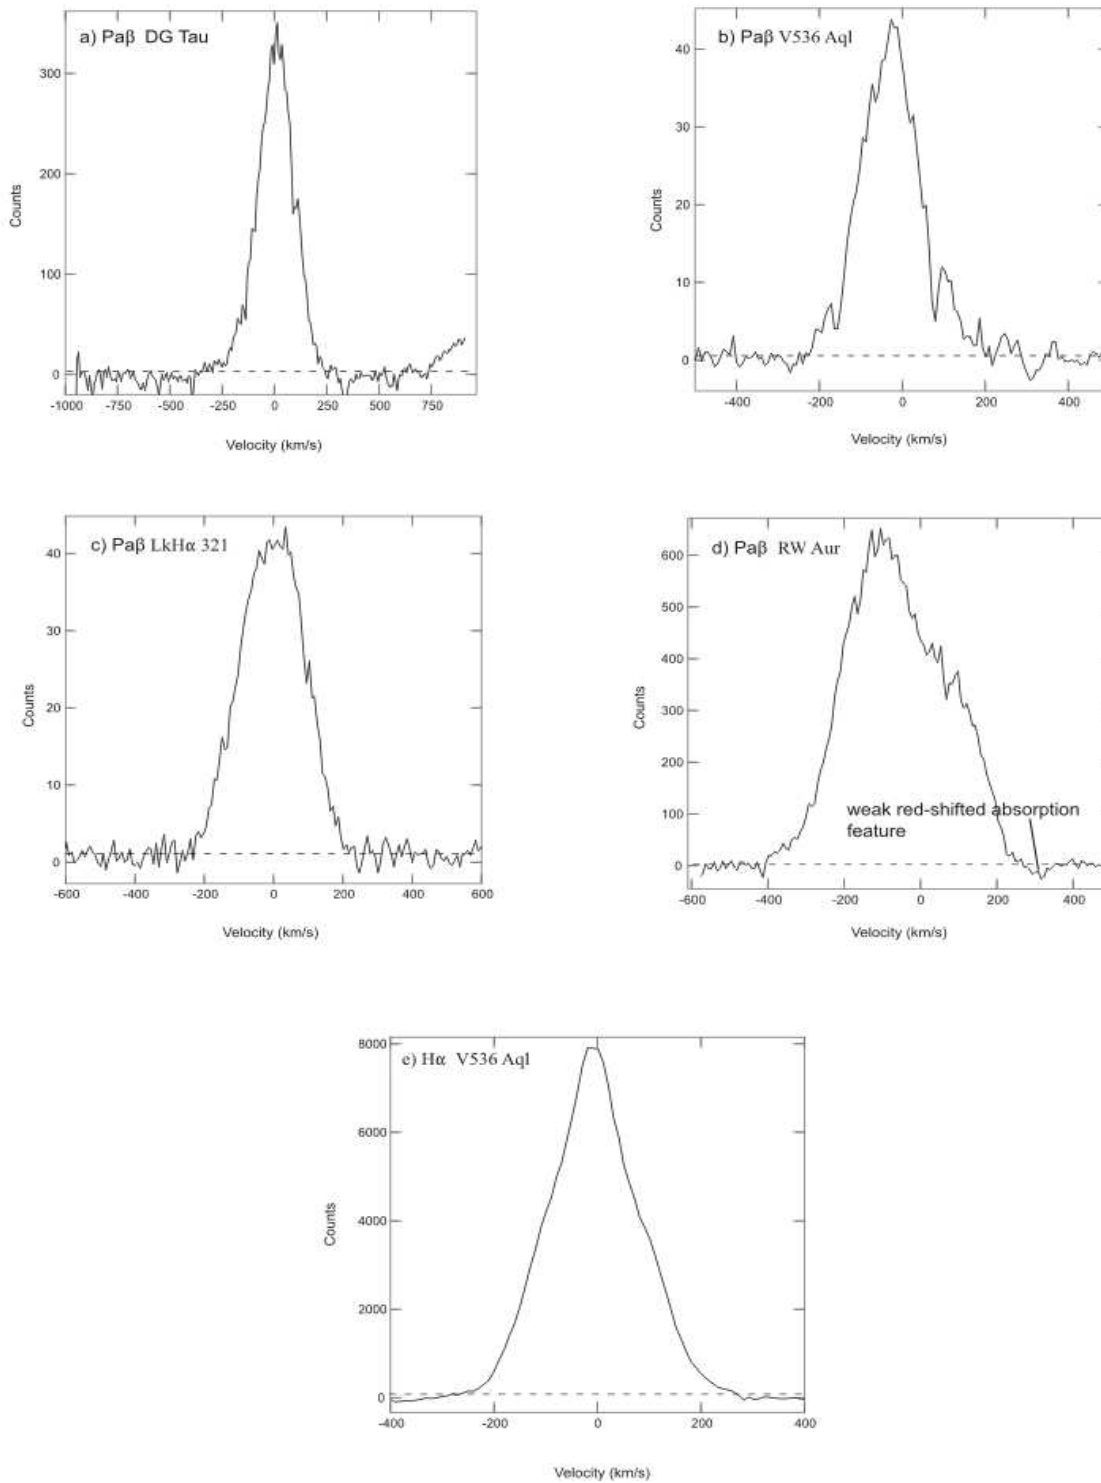 a) Paβ DG Tau
300
200
100
0
-1000 -750 -500 -250 0 250 500 750
Counts
Velocity (km/s)
b) Paβ V536 Aql
40
30
20
10
0
-400 -200 0 200 400
Counts
Velocity (km/s)
c) Paβ LkHα 321
40
30
20
10
0
-600 -400 -200 0 200 400 600
Counts
Velocity (km/s)
d) Paβ RW Aur
600
500
400
300
200
100
0
weak red-shifted absorption
feature
-600 -400 -200 0 200 400
Counts
Velocity (km/s)
e) Hα V536 Aql
8000
6000
4000
2000
0
-400 -200 0 200 400
Counts
Velocity (km/s)